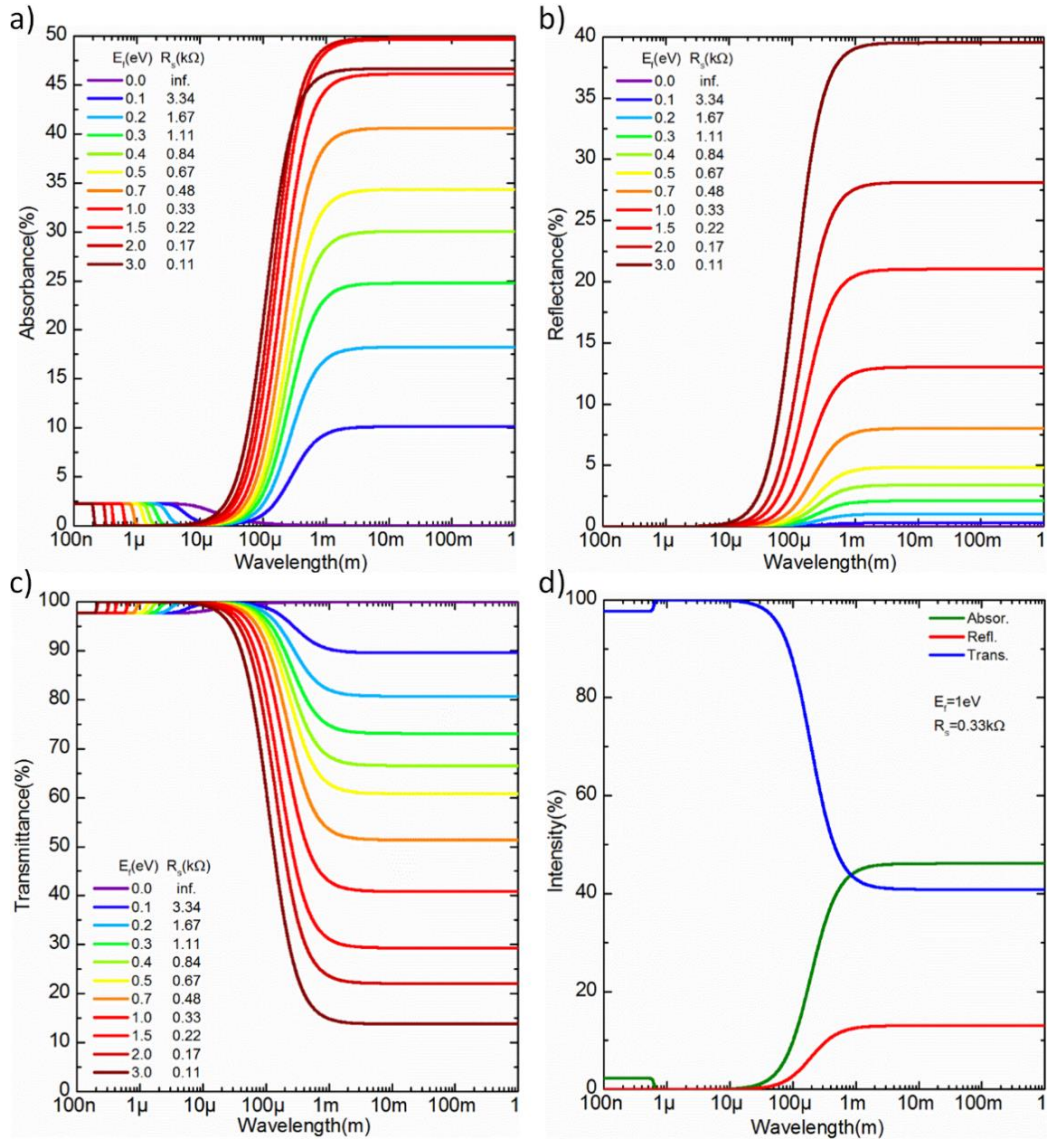 a)
50
45
40
35
30
25
20
15
10
5
0
Absorbance(%)
E_f(eV) R_s(kΩ)
0.0 inf.
0.1 3.34
0.2 1.67
0.3 1.11
0.4 0.84
0.5 0.67
0.7 0.48
1.0 0.33
1.5 0.22
2.0 0.17
3.0 0.11
100n 1µ 10µ 100µ 1m 10m 100m 1
Wavelength(m)
b)
40
35
30
25
20
15
10
5
0
Reflectance(%)
E_f(eV) R_s(kΩ)
0.0 inf.
0.1 3.34
0.2 1.67
0.3 1.11
0.4 0.84
0.5 0.67
0.7 0.48
1.0 0.33
1.5 0.22
2.0 0.17
3.0 0.11
100n 1µ 10µ 100µ 1m 10m 100m 1
Wavelength(m)
c)
100
90
80
70
60
50
40
30
20
10
0
Transmittance(%)
E_f(eV) R_s(kΩ)
0.0 inf.
0.1 3.34
0.2 1.67
0.3 1.11
0.4 0.84
0.5 0.67
0.7 0.48
1.0 0.33
1.5 0.22
2.0 0.17
3.0 0.11
100n 1µ 10µ 100µ 1m 10m 100m 1
Wavelength(m)
d)
100
80
60
40
20
0
Intensity(%)
Absor.
Refl.
Trans.
E_f=1eV
R_s=0.33kΩ
100n 1µ 10µ 100µ 1m 10m 100m 1
Wavelength(m)